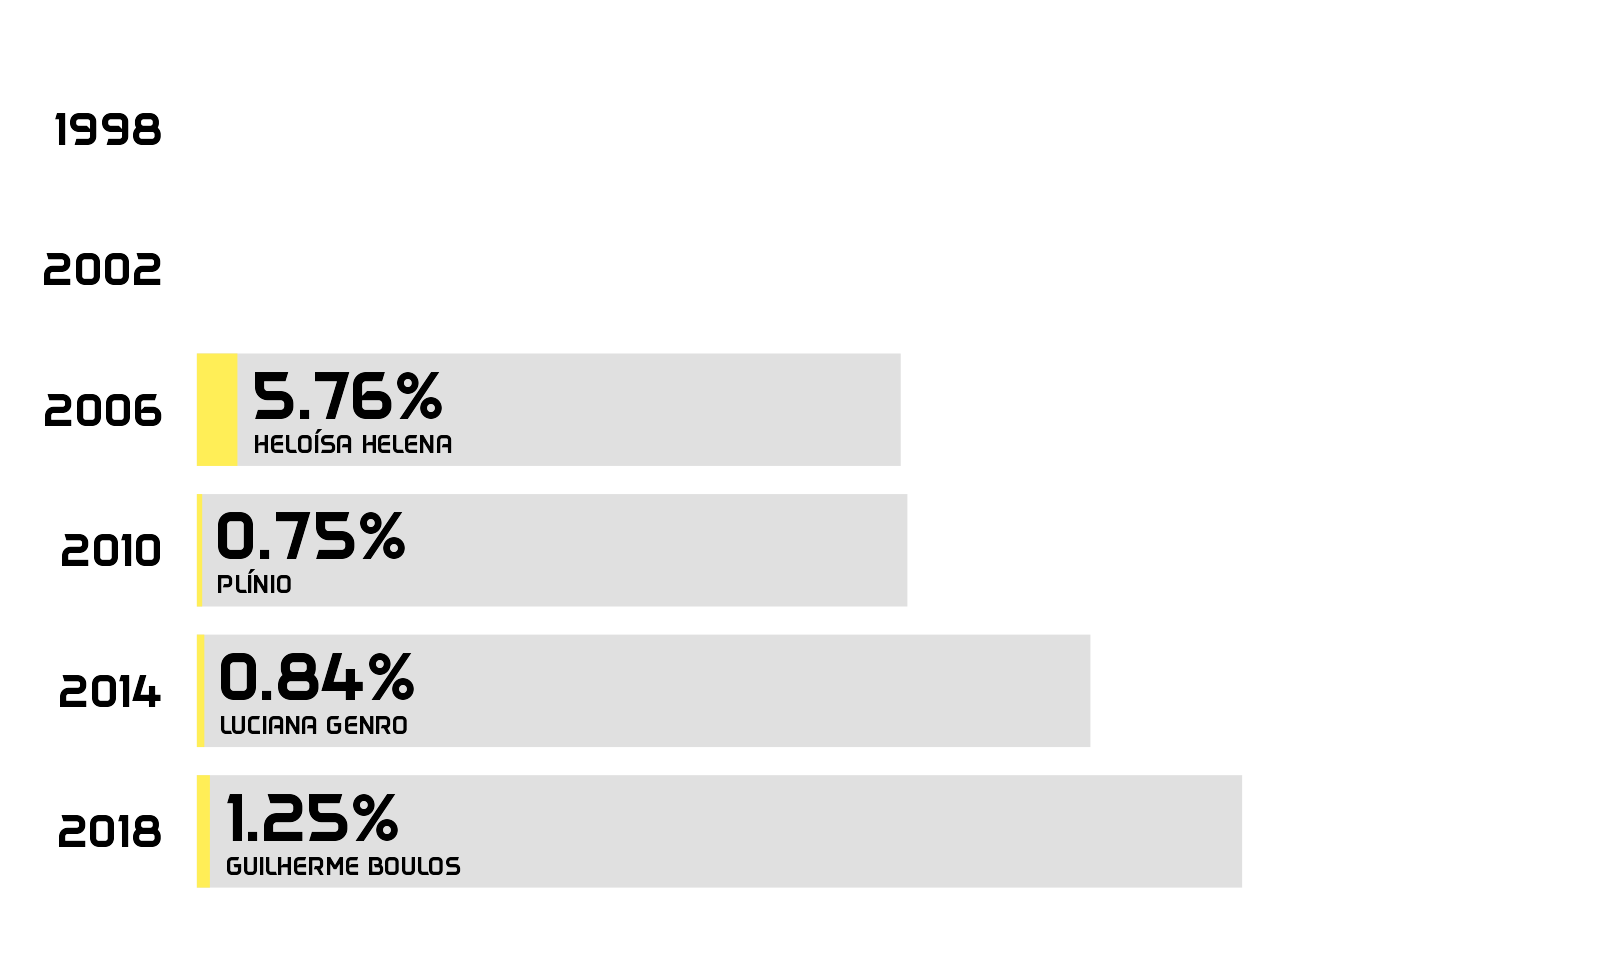 1998
2002
2006
5.76%
HELOÍSA HELENA
2010
0.75%
PLÍNIO
2014
0.84%
LUCIANA GENRO
2018
1.25%
GUILHERME BOULOS